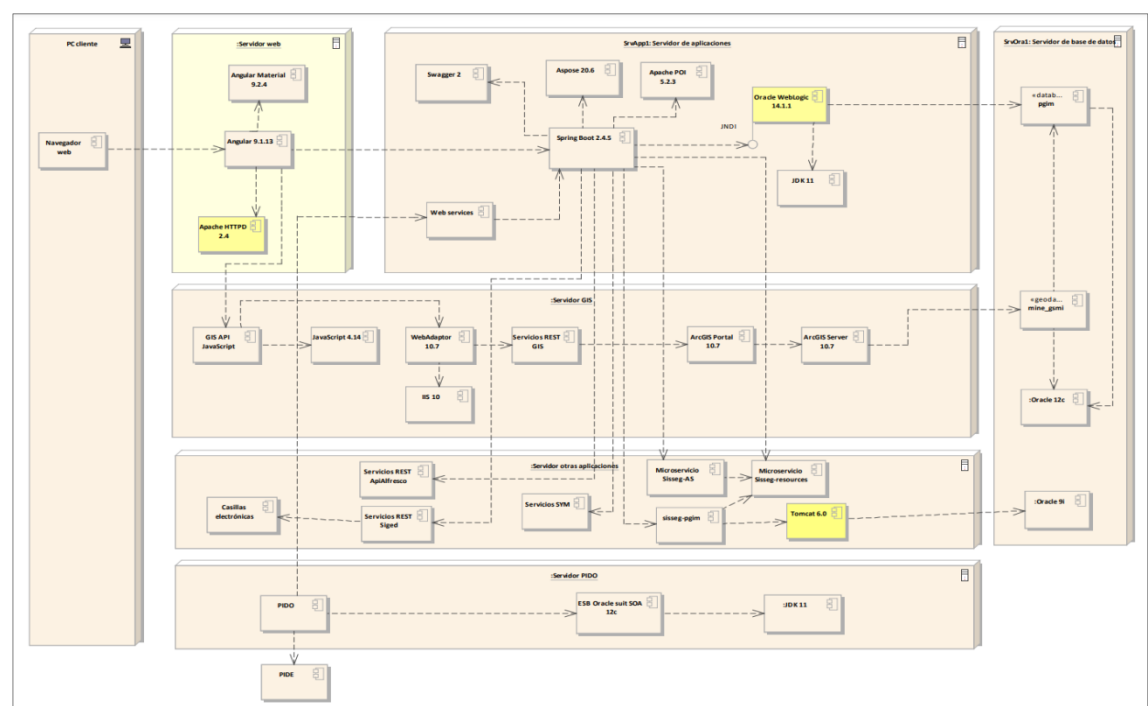 PC cliente
Navegador
web
:Servidor web
Angular Material
9.2.4
Angular 9.1.13
Apache HTTPD
2.4
SrvApp1: Servidor de aplicaciones
Swagger 2
Aspose 20.6
Apache POI
5.2.3
Oracle WebLogic
14.1.1
Spring Boot 2.4.5
JNDI
JDK 11
Web services
SrvOra1: Servidor de base de datos
«datab...
pgim
«geoda...
mine_gsmi
:Oracle 12c
:Oracle 9i
:Servidor GIS
GIS API
JavaScript
JavaScript 4.14
WebAdaptor
10.7
Servicios REST
GIS
ArcGIS Portal
10.7
ArcGIS Server
10.7
IIS 10
:Servidor otras aplicaciones
Servicios REST
ApiAlfresco
Casillas
electrónicas
Servicios REST
Siged
Servicios SYM
Microservicio
Sisseg-AS
Microservicio
Sisseg-resources
sisseg-pgim
Tomcat 6.0
:Servidor PIDO
PIDO
ESB Oracle suit SOA
12c
:JDK 11
PIDE